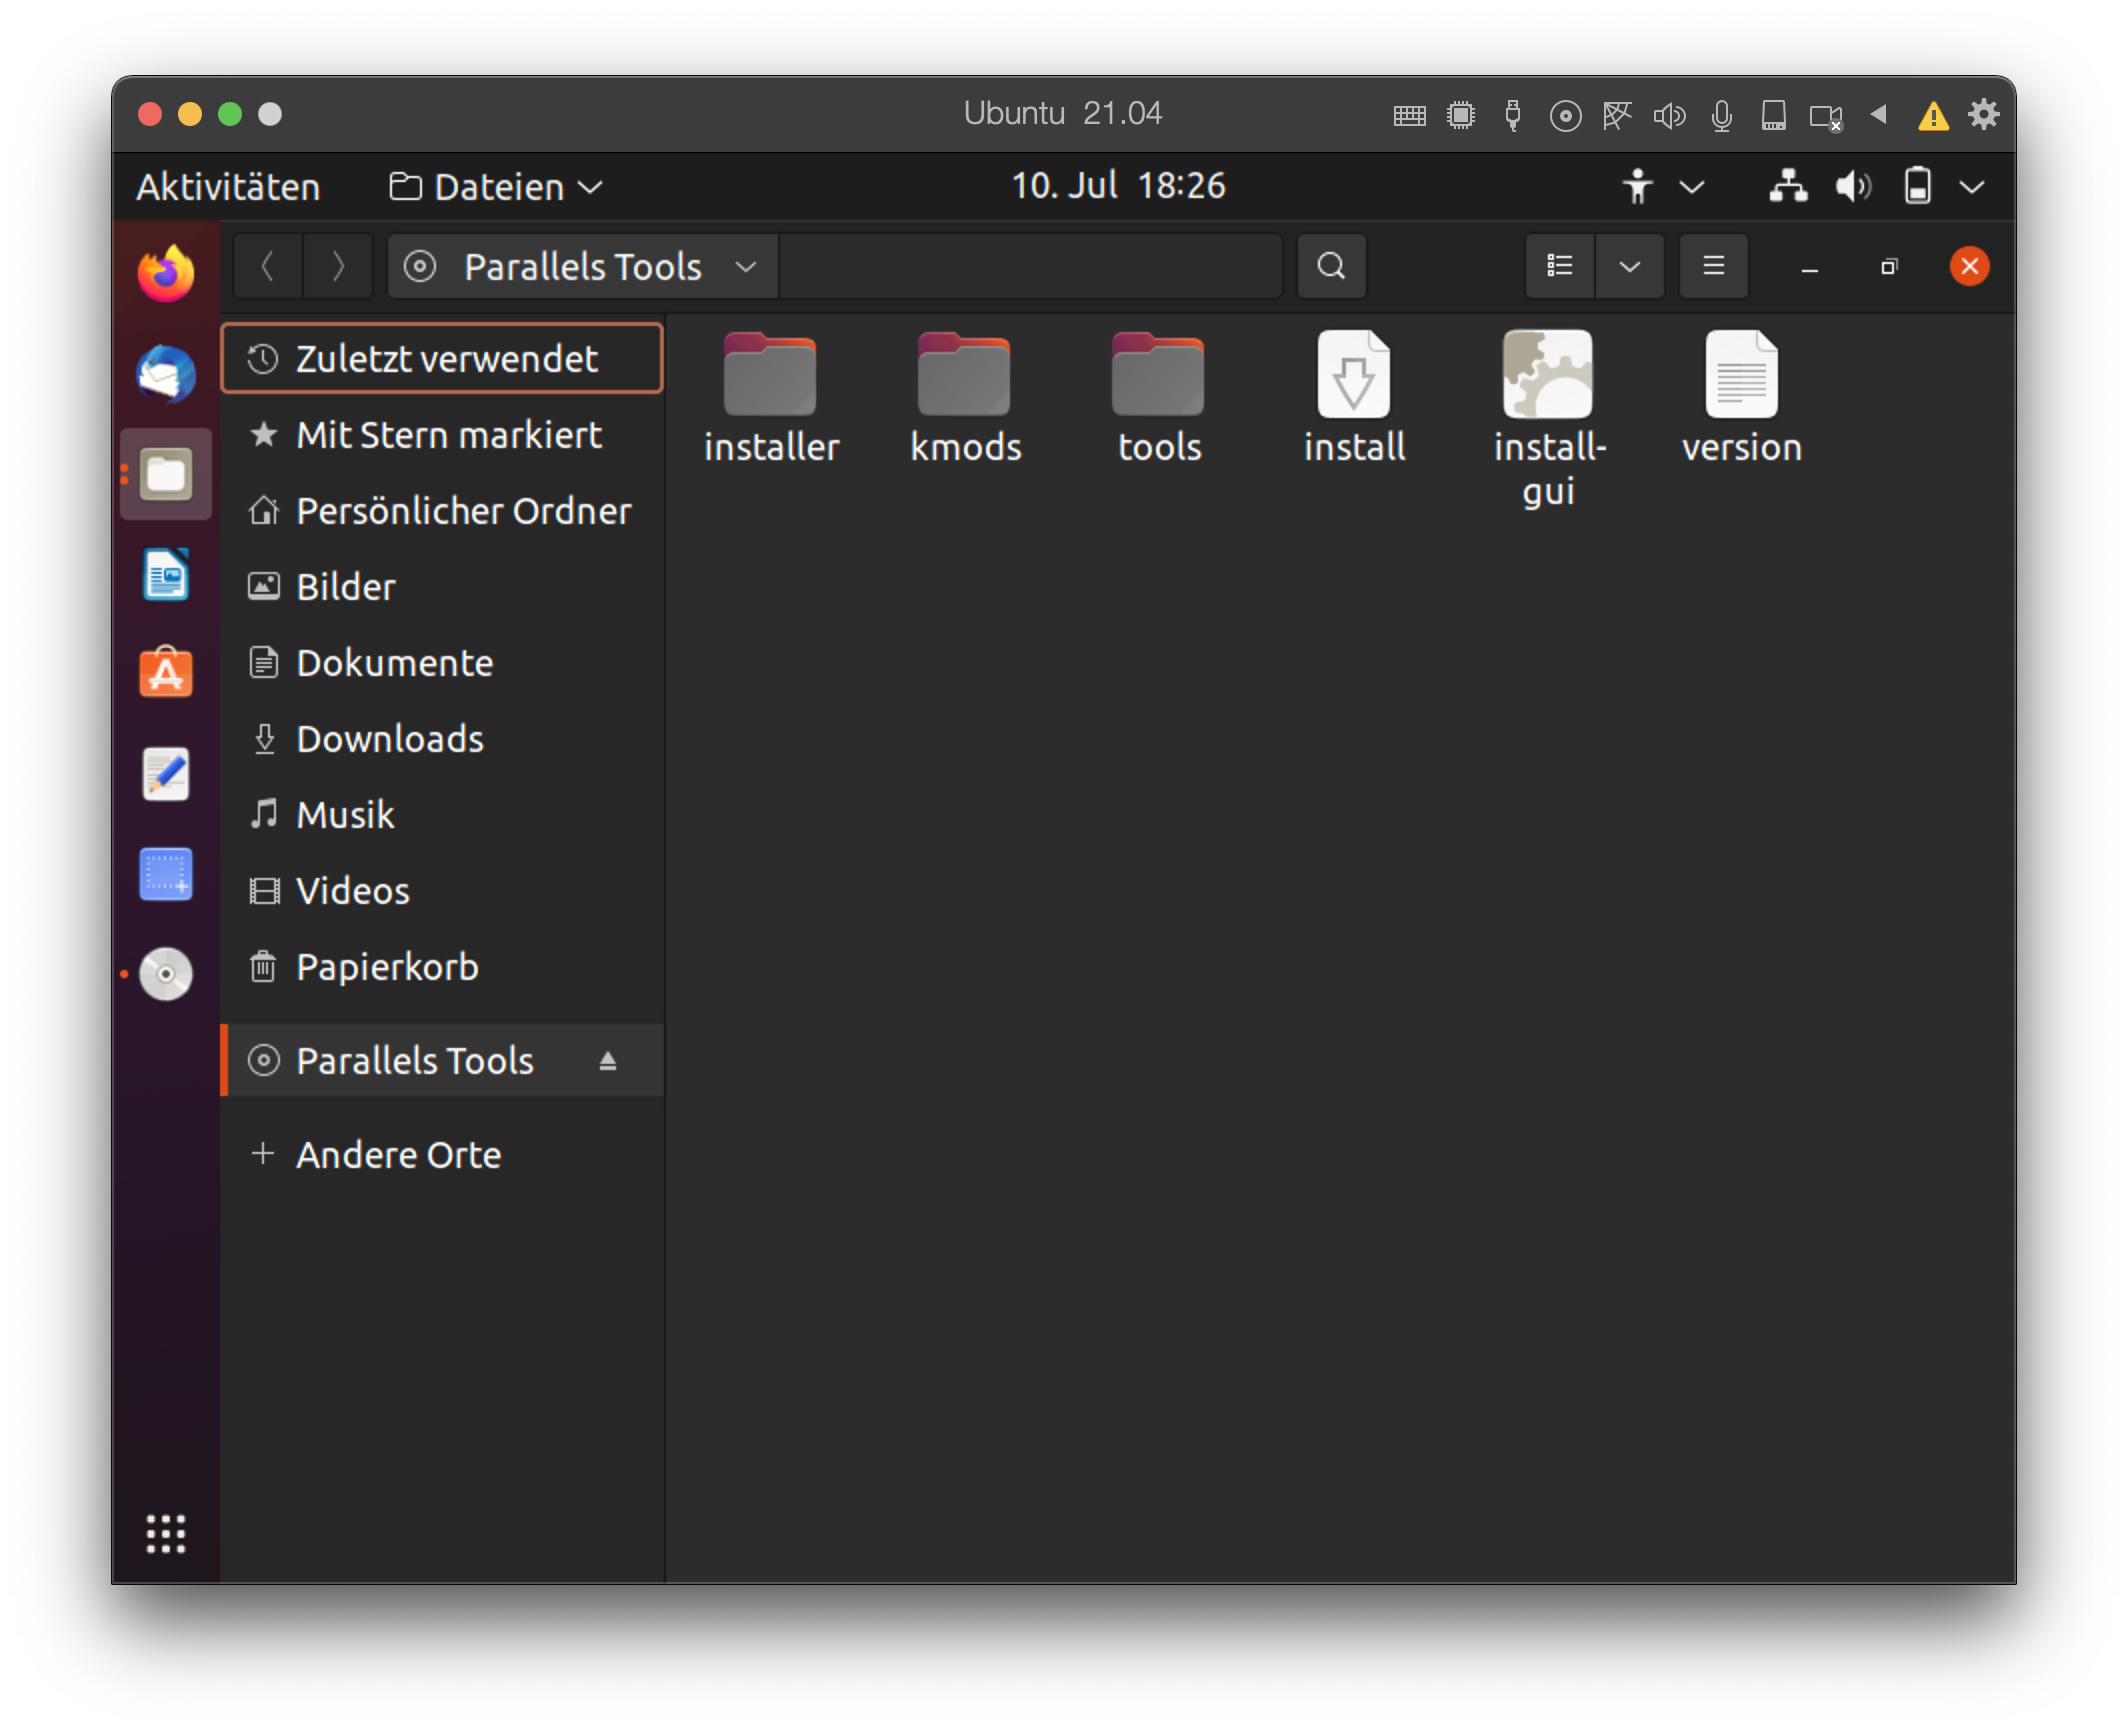 Ubuntu 21.04
Aktivitäten
Dateien
10. Jul 18:26
Parallels Tools
Zuletzt verwendet
Mit Stern markiert
Persönlicher Ordner
Bilder
Dokumente
Downloads
Musik
Videos
Papierkorb
Parallels Tools
Andere Orte
installer
kmods
tools
install
install-
gui
version